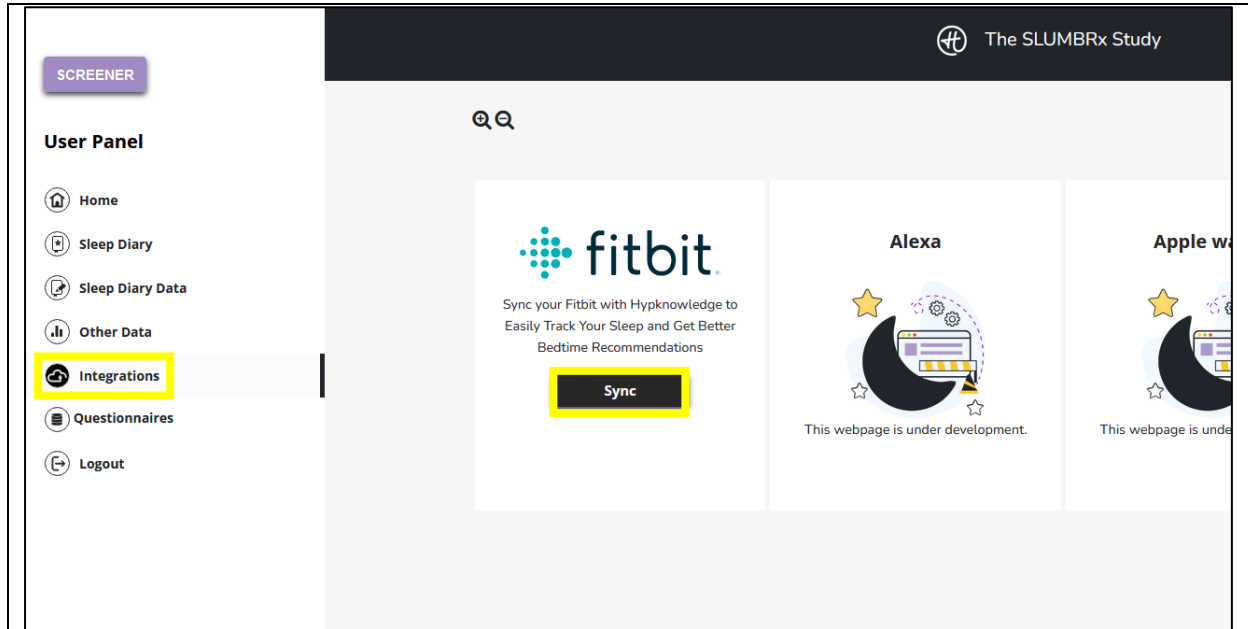 SCREENER
User Panel
Home
Sleep Diary
Sleep Diary Data
Other Data
Integrations
Questionnaires
Logout
The SLUMBRx Study
fitbit
Sync your Fitbit with Hypknowledge to
Easily Track Your Sleep and Get Better
Bedtime Recommendations
Sync
Alexa
This webpage is under development.
Apple
This webpage is